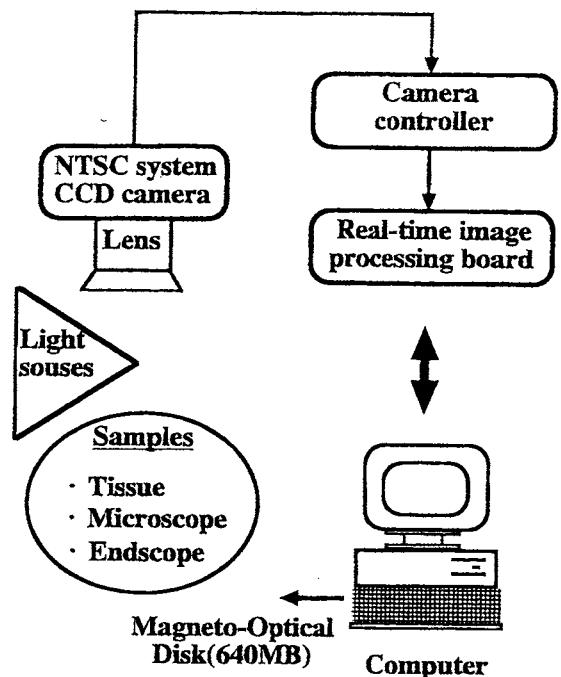 Camera
controller
NTSC system
CCD camera
Lens
Real-time image
processing board
Light
souses
Samples
· Tissue
· Microscope
· Endscope
Magneto-Optical
Disk(640MB)
Computer